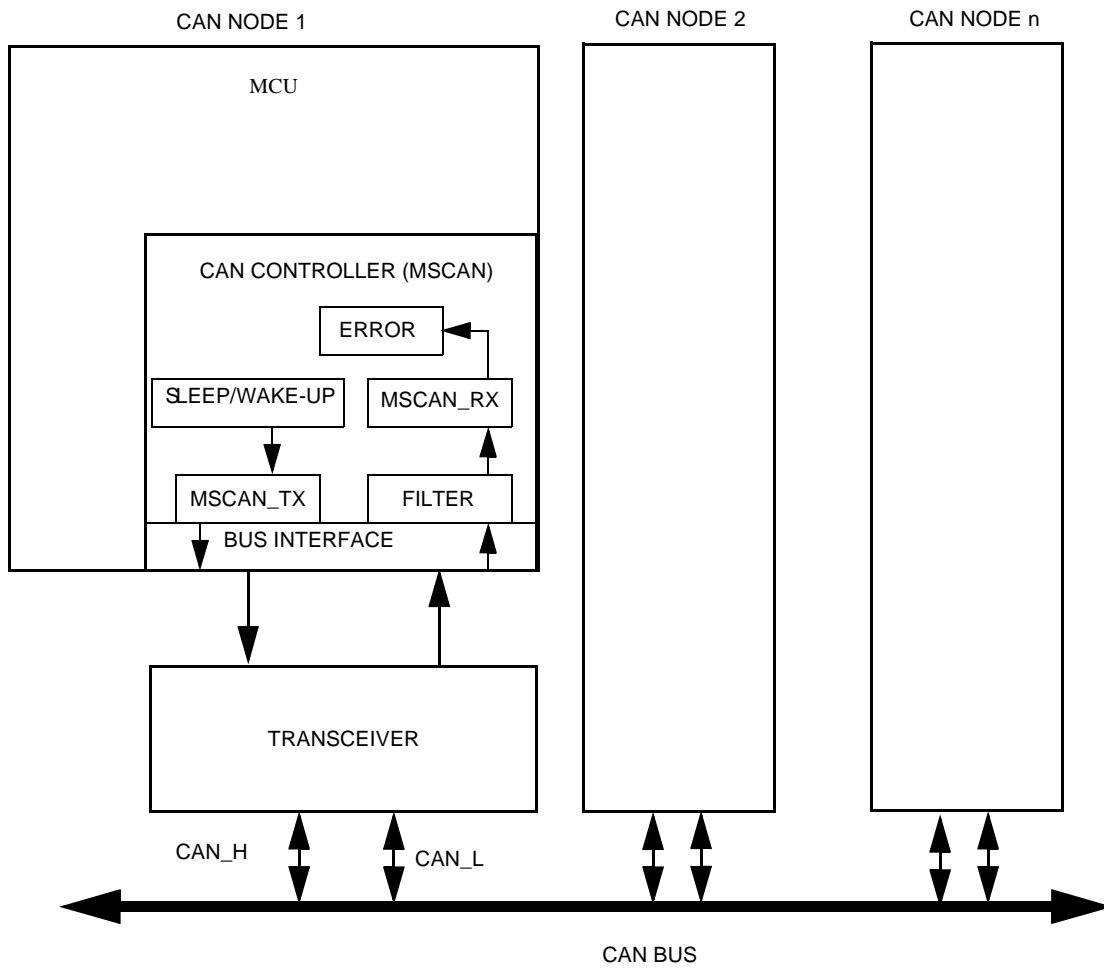 CAN NODE 1
CAN NODE 2
CAN NODE n
MCU
CAN CONTROLLER (MSCAN)
ERROR
SLEEP/WAKE-UP
MSCAN_RX
MSCAN_TX
FILTER
BUS INTERFACE
TRANSCEIVER
CAN_H
CAN_L
CAN BUS